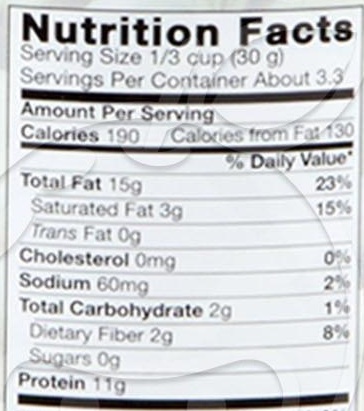 Nutrition Facts
Serving Size 1/3 cup (30 g)
Servings Per Container About 3.3
Amount Per Serving
Calories 190 Calories from Fat 130
% Daily Value*
Total Fat 15g 23%
Saturated Fat 3g 15%
Trans Fat 0g
Cholesterol 0mg 0%
Sodium 60mg 2%
Total Carbohydrate 2g 1%
Dietary Fiber 2g 8%
Sugars 0g
Protein 11g